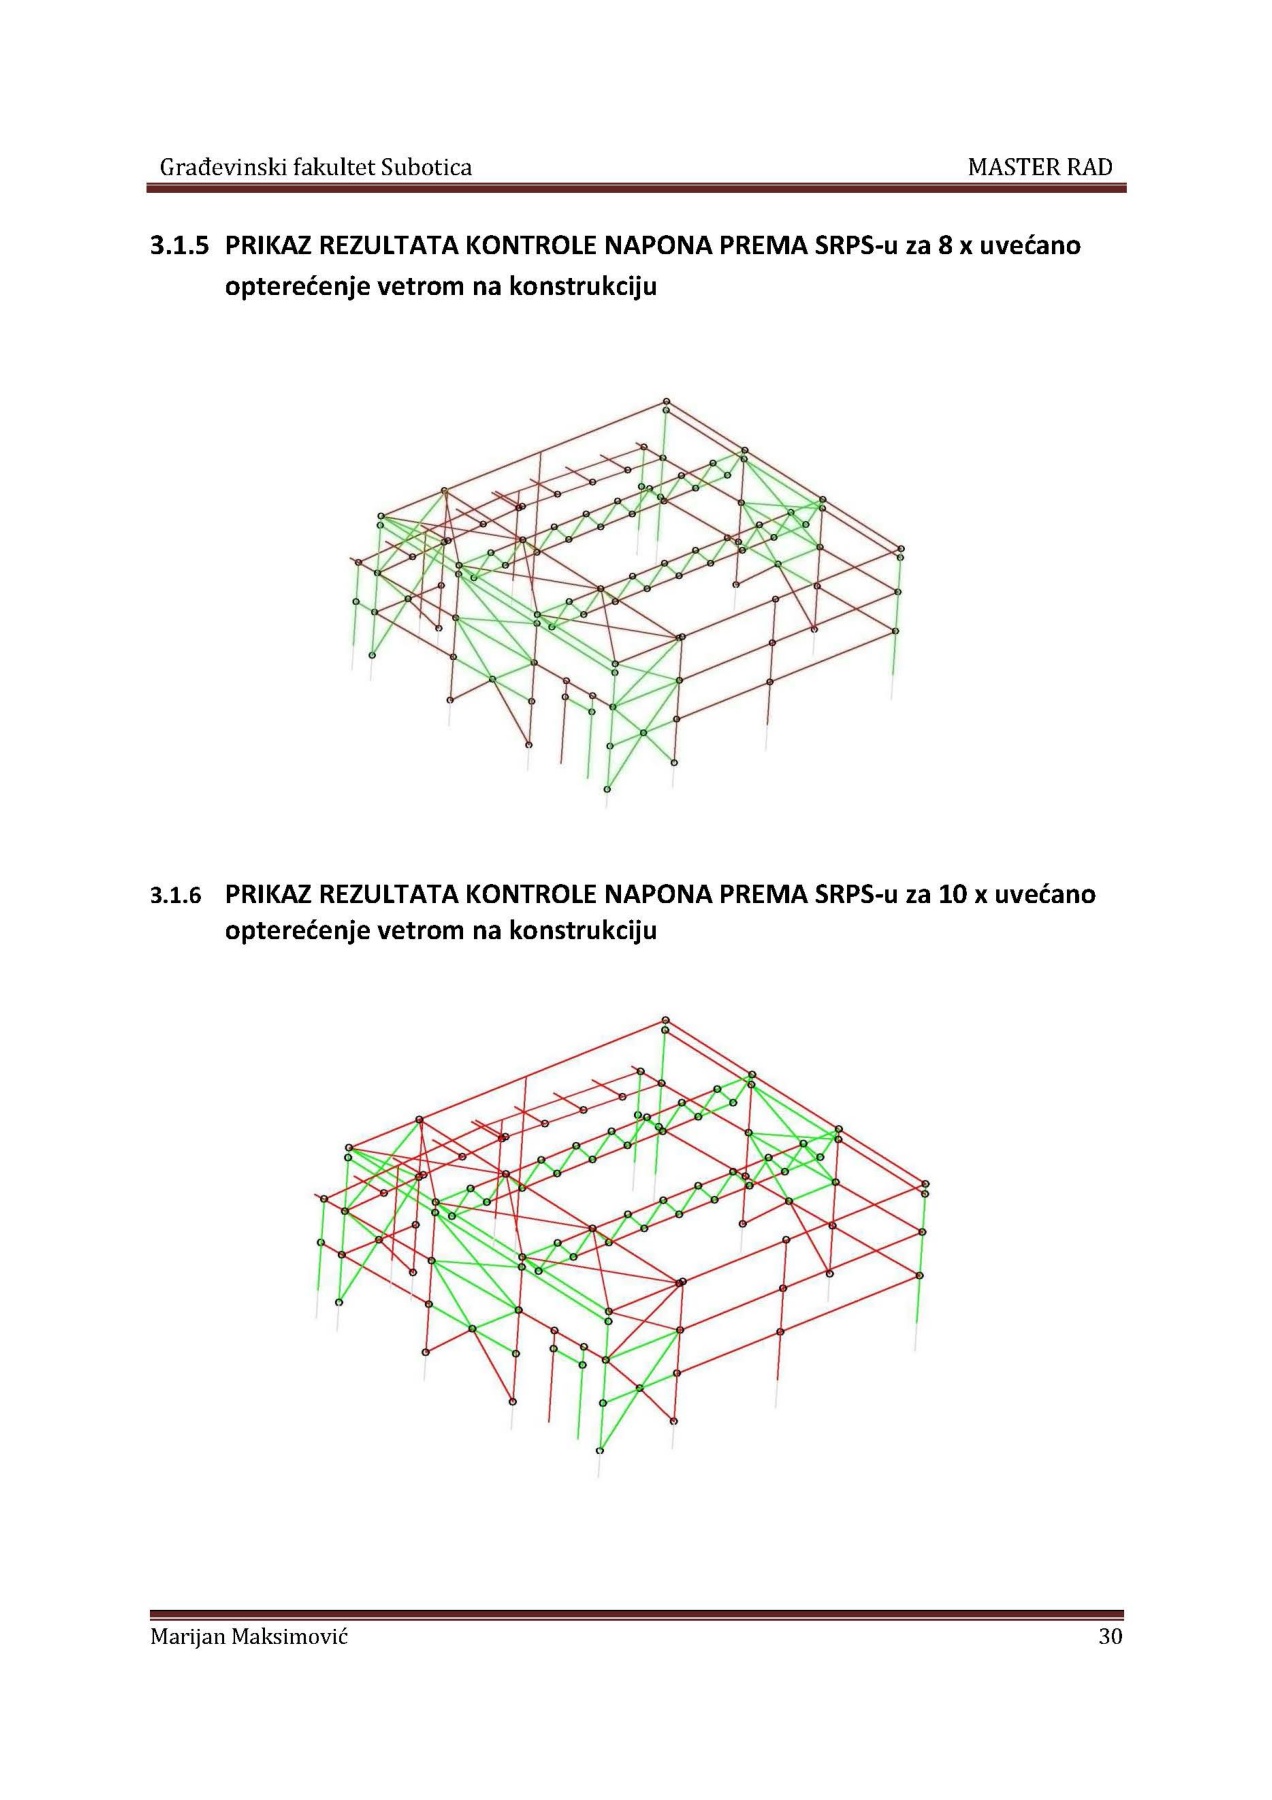 Građevinski fakultet Subotica MASTER RAD
3.1.5 PRIKAZ REZULTATA KONTROLE NAPONA PREMA SRPS-u za 8 x uvećano
opterećenje vetrom na konstrukciju
3.1.6 PRIKAZ REZULTATA KONTROLE NAPONA PREMA SRPS-u za 10 x uvećano
opterećenje vetrom na konstrukciju
Marijan Maksimović 30